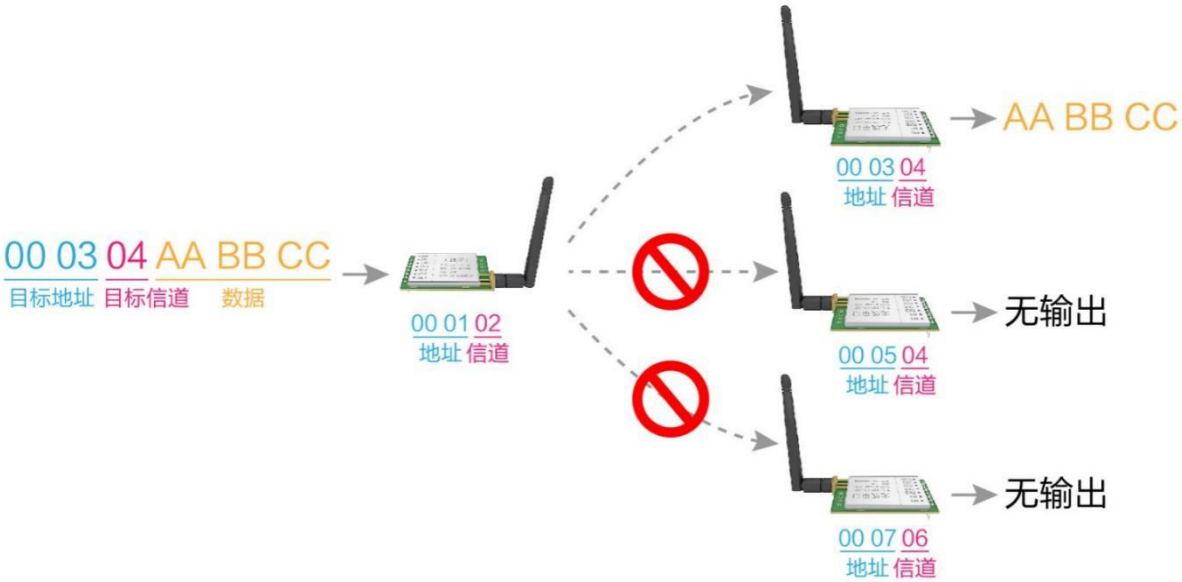 00 03 04 AA BB CC
目标地址 目标信道 数据
00 01 02
地址 信道
00 03 04
地址 信道
AA BB CC
00 05 04
地址 信道
无输出
00 07 06
地址 信道
无输出